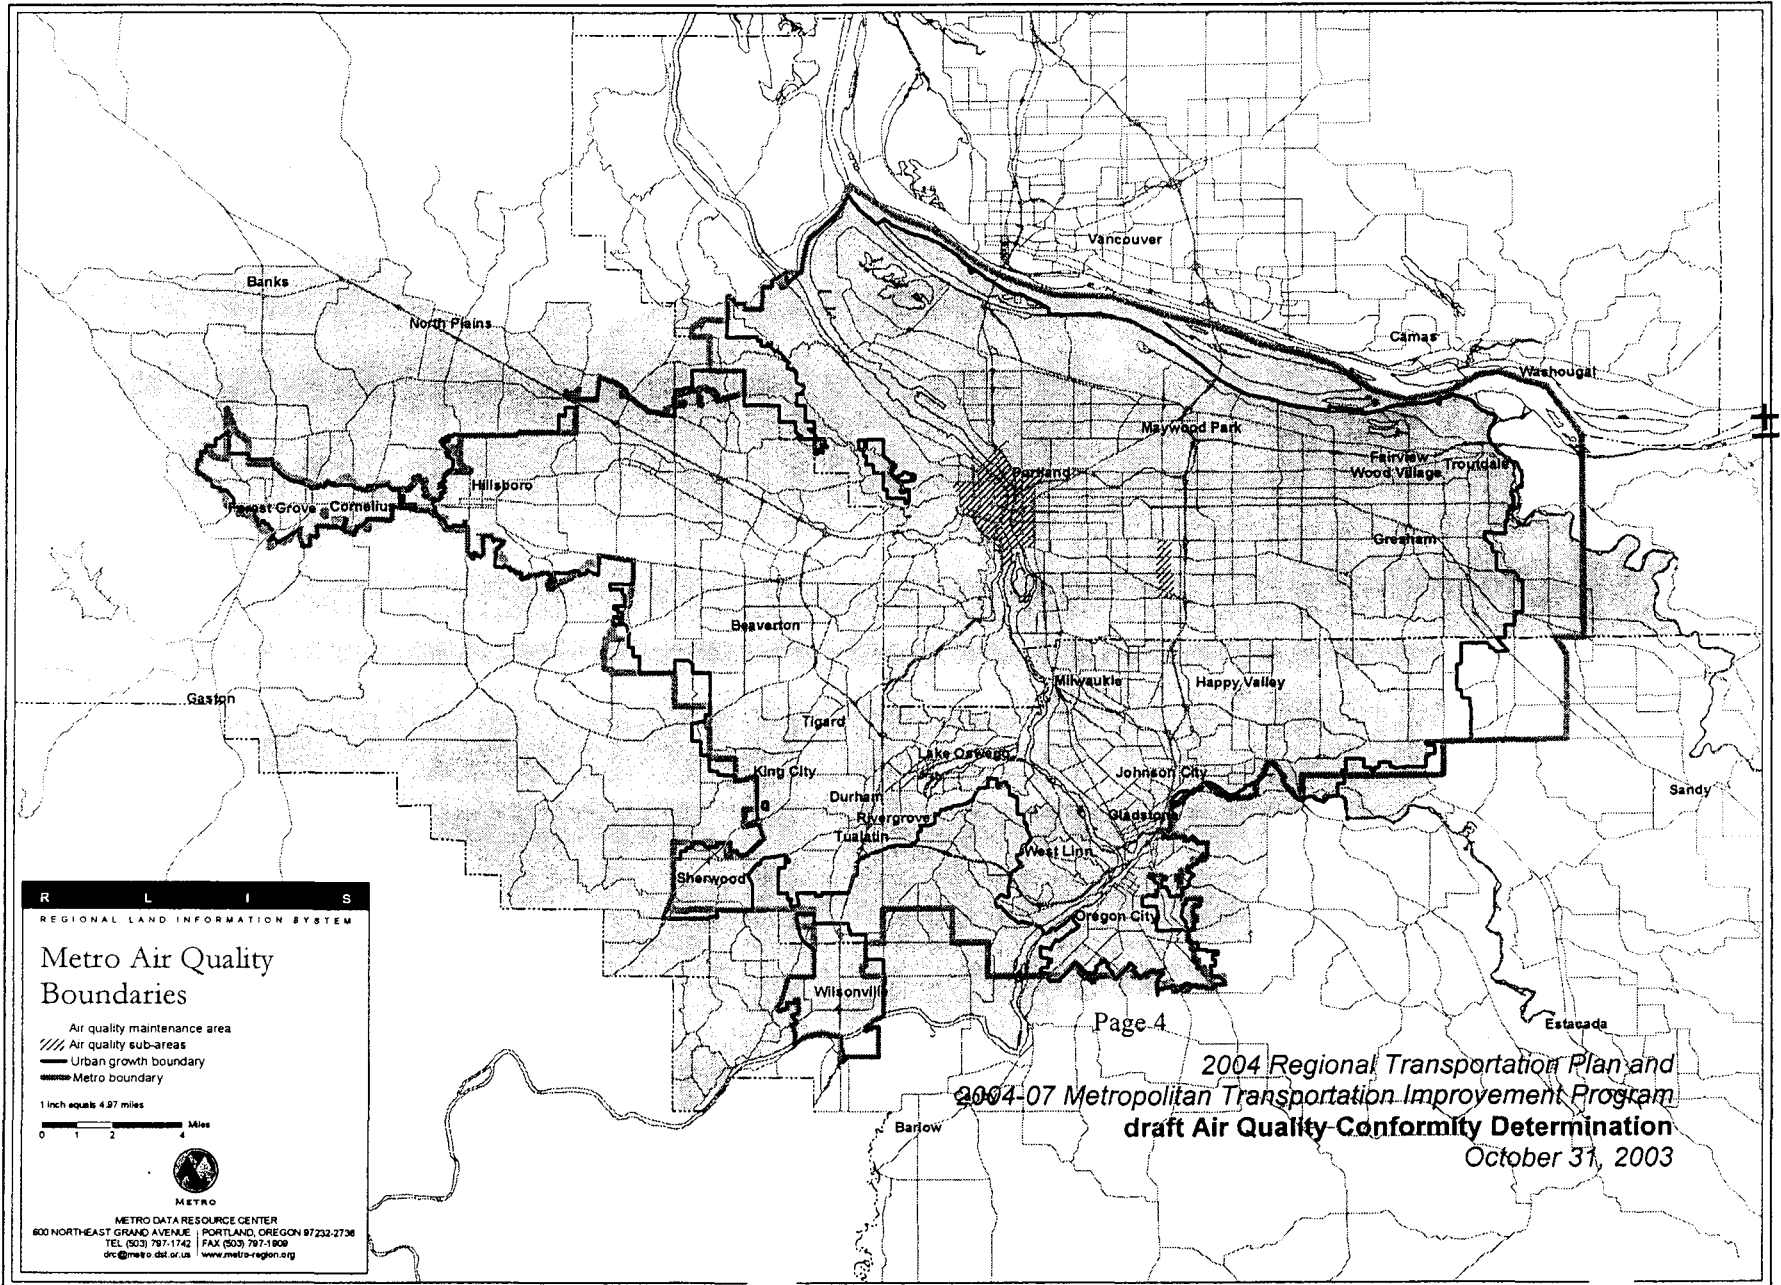 Vancouver
Banks
North Plains
Camas
Washougal
Maywood Park
Fairview
Wood Village
Troutdale
Portland
Hillsboro
Forest Grove
Cornelius
Gresham
Beaverton
Milwaukie
Happy Valley
Gaston
Tigard
Lake Oswego
King City
Johnson City
Durham
Sandy
Rivergrove
Gladstone
Tualatin
West Linn
Sherwood
Oregon City
Wilsonville
Estacada
Barlow
R L I S
REGIONAL LAND INFORMATION SYSTEM
Metro Air Quality
Boundaries
Air quality maintenance area
Air quality sub-areas
Urban growth boundary
Metro boundary
1 inch equals 4.97 miles
Miles
0 1 2 4
METRO
METRO DATA RESOURCE CENTER
600 NORTHEAST GRAND AVENUE | PORTLAND, OREGON 97232-2736
TEL (503) 797-1742 | FAX (503) 797-1909
drc@metro.dst.or.us | www.metro-region.org
Page 4
2004 Regional Transportation Plan and
2004-07 Metropolitan Transportation Improvement Program
draft Air Quality Conformity Determination
October 31, 2003